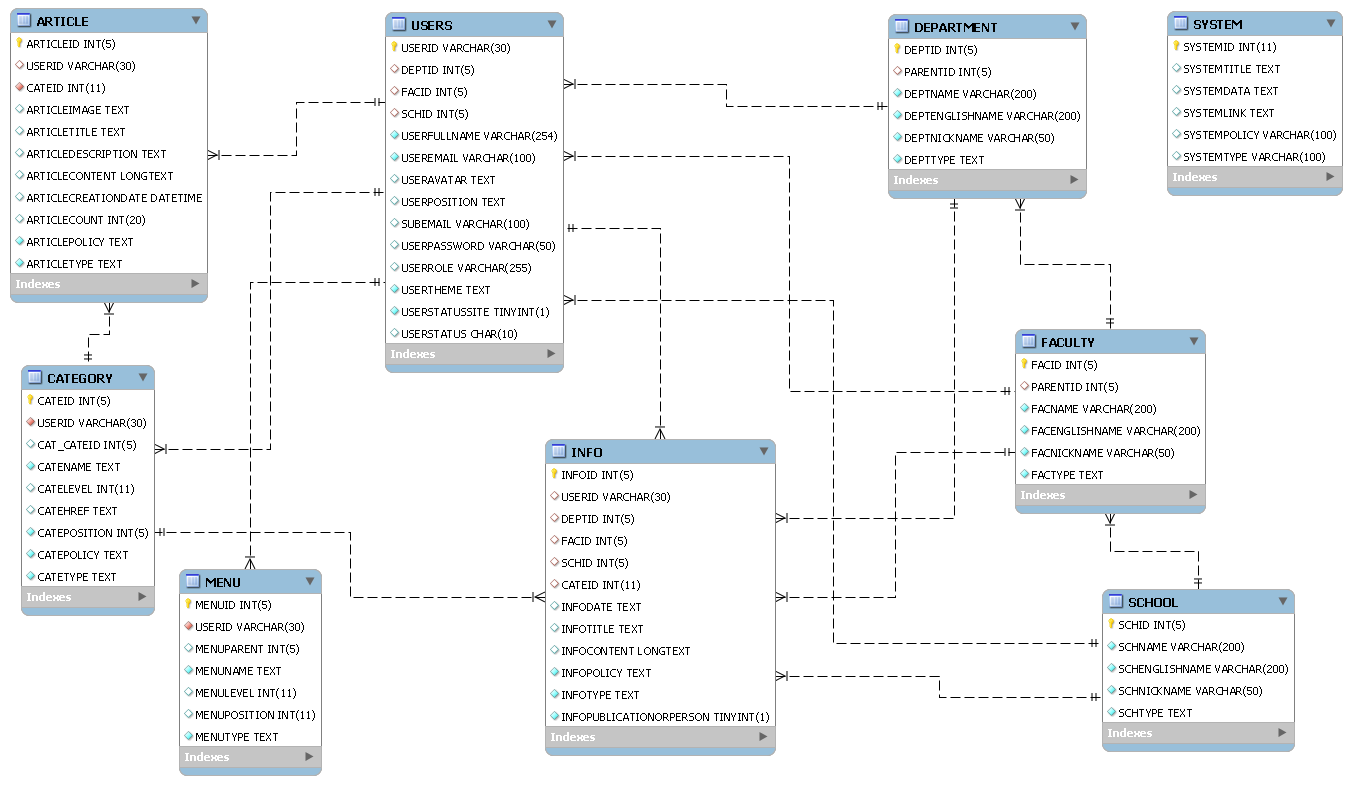 ARTICLE
ARTICLEID INT(5)
USERID VARCHAR(30)
CATEID INT(11)
ARTICLEIMAGE TEXT
ARTICLETITLE TEXT
ARTICLEDESCRIPTION TEXT
ARTICLECONTENT LONGTEXT
ARTICLECREATIONDATE DATETIME
ARTICLECOUNT INT(20)
ARTICLEPOLICY TEXT
ARTICLETYPE TEXT
Indexes
USERS
USERID VARCHAR(30)
DEPTID INT(5)
FACID INT(5)
SCHID INT(5)
USERFULLNAME VARCHAR(254)
USEREMAIL VARCHAR(100)
USERAVATAR TEXT
USERPOSITION TEXT
SUBEMAIL VARCHAR(100)
USERPASSWORD VARCHAR(50)
USERROLE VARCHAR(255)
USERTHEME TEXT
USERSTATUSSITE TINYINT(1)
USERSTATUS CHAR(10)
Indexes
DEPARTMENT
DEPTID INT(5)
PARENTID INT(5)
DEPTNAME VARCHAR(200)
DEPTENGLISHNAME VARCHAR(200)
DEPTNICKNAME VARCHAR(50)
DEPTTYPE TEXT
Indexes
SYSTEM
SYSTEMID INT(11)
SYSTEMTITLE TEXT
SYSTEMDATA TEXT
SYSTEMLINK TEXT
SYSTEMPOLICY VARCHAR(100)
SYSTEMTYPE VARCHAR(100)
Indexes
CATEGORY
CATEID INT(5)
USERID VARCHAR(30)
CAT_CATEID INT(5)
CATENAME TEXT
CATELEVEL INT(11)
CATEHREF TEXT
CATEPOSITION INT(5)
CATEPOLICY TEXT
CATETYPE TEXT
Indexes
MENU
MENUID INT(5)
USERID VARCHAR(30)
MENUPARENT INT(5)
MENUNAME TEXT
MENULEVEL INT(11)
MENUPOSITION INT(11)
MENUTYPE TEXT
Indexes
INFO
INFOID INT(5)
USERID VARCHAR(30)
DEPTID INT(5)
FACID INT(5)
SCHID INT(5)
CATEID INT(11)
INFODATE TEXT
INFOTITLE TEXT
INFOCONTENT LONGTEXT
INFOPOLICY TEXT
INFOTYPE TEXT
INFOPUBLICATIONORPERSON TINYINT(1)
Indexes
FACULTY
FACID INT(5)
PARENTID INT(5)
FACNAME VARCHAR(200)
FACENGLISHNAME VARCHAR(200)
FACNICKNAME VARCHAR(50)
FACTYPE TEXT
Indexes
SCHOOL
SCHID INT(5)
SCHNAME VARCHAR(200)
SCHENGLISHNAME VARCHAR(200)
SCHNICKNAME VARCHAR(50)
SCHTYPE TEXT
Indexes